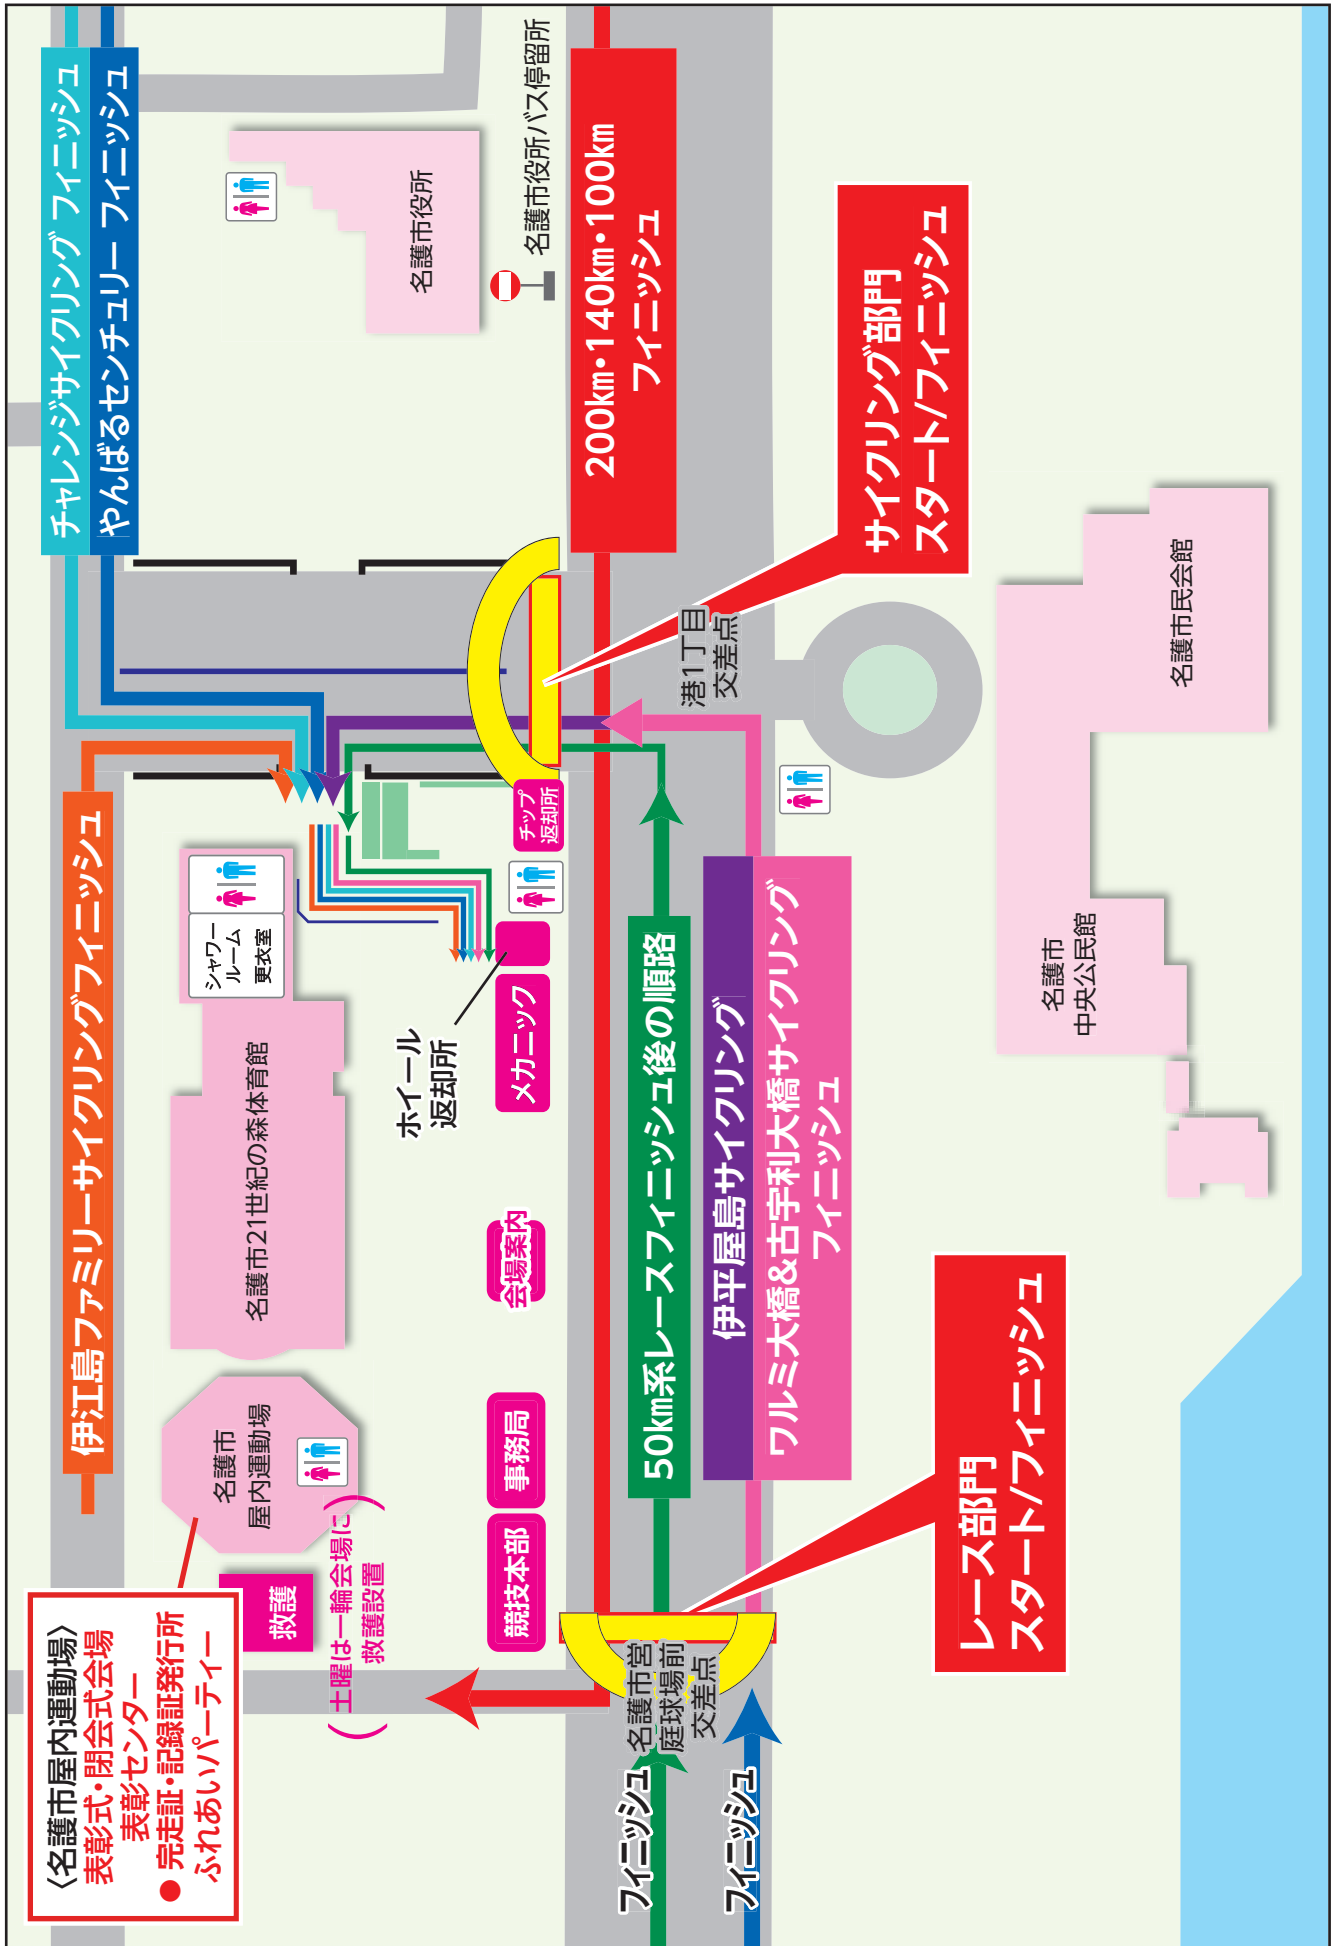 チャレンジサイクリング フィニッシュ
やんばるセンチュリー フィニッシュ
伊江島ファミリーサイクリングフィニッシュ
〈名護市屋内運動場〉
表彰式・閉会式会場
表彰センター
● 完走証・記録証発行所
ふれあいパーティー
救護
(土曜は一輪会場に)
救護設置
名護市
屋内運動場
名護市21世紀の森体育館
シャワー
ルーム
更衣室
名護市役所
名護市役所バス停留所
ホイール
返却所
競技本部
事務局
会場案内
メカニック
チップ
返却所
200km・140km・100km
フィニッシュ
50km系レースフィニッシュ後の順路
伊平屋島サイクリング
ワルミ大橋&古宇利大橋サイクリング
フィニッシュ
港1丁目
交差点
名護市営
庭球場前
交差点
フィニッシュ
フィニッシュ
サイクリング部門
スタート/フィニッシュ
レース部門
スタート/フィニッシュ
名護市
中央公民館
名護市民会館